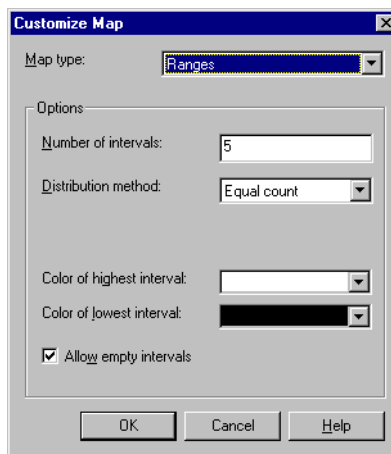 Customize Map
Map type: Ranges
Options
Number of intervals: 5
Distribution method: Equal count
Color of highest interval:
Color of lowest interval:
Allow empty intervals
OK Cancel Help